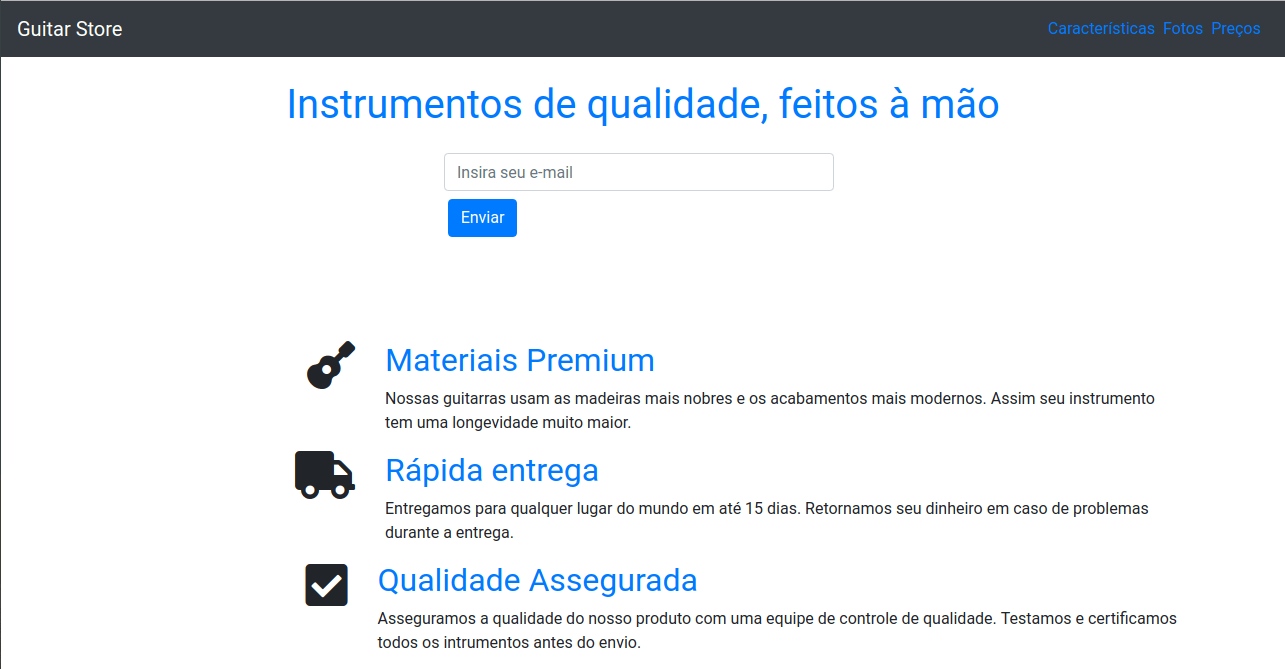 Guitar Store
Características Fotos Preços
Instrumentos de qualidade, feitos à mão
Insira seu e-mail
Enviar
Materiais Premium
Nossas guitarras usam as madeiras mais nobres e os acabamentos mais modernos. Assim seu instrumento
tem uma longevidade muito maior.
Rápida entrega
Entregamos para qualquer lugar do mundo em até 15 dias. Retornamos seu dinheiro em caso de problemas
durante a entrega.
Qualidade Assegurada
Asseguramos a qualidade do nosso produto com uma equipe de controle de qualidade. Testamos e certificamos
todos os intrumentos antes do envio.